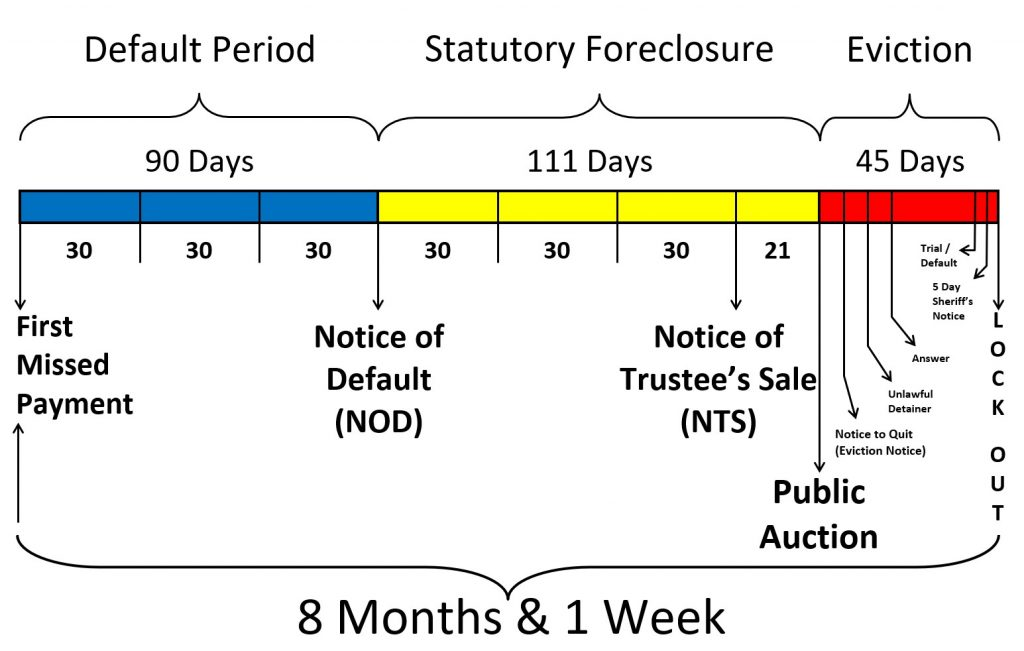 Default Period
Statutory Foreclosure
Eviction
90 Days
111 Days
45 Days
30
30
30
30
30
30
21
First
Missed
Payment
Notice of
Default
(NOD)
Notice of
Trustee’s Sale
(NTS)
Public
Auction
Notice to Quit
(Eviction Notice)
Unlawful
Detainer
Answer
Trial /
Default
5 Day
Sheriff’s
Notice
LOCK OUT
8 Months & 1 Week